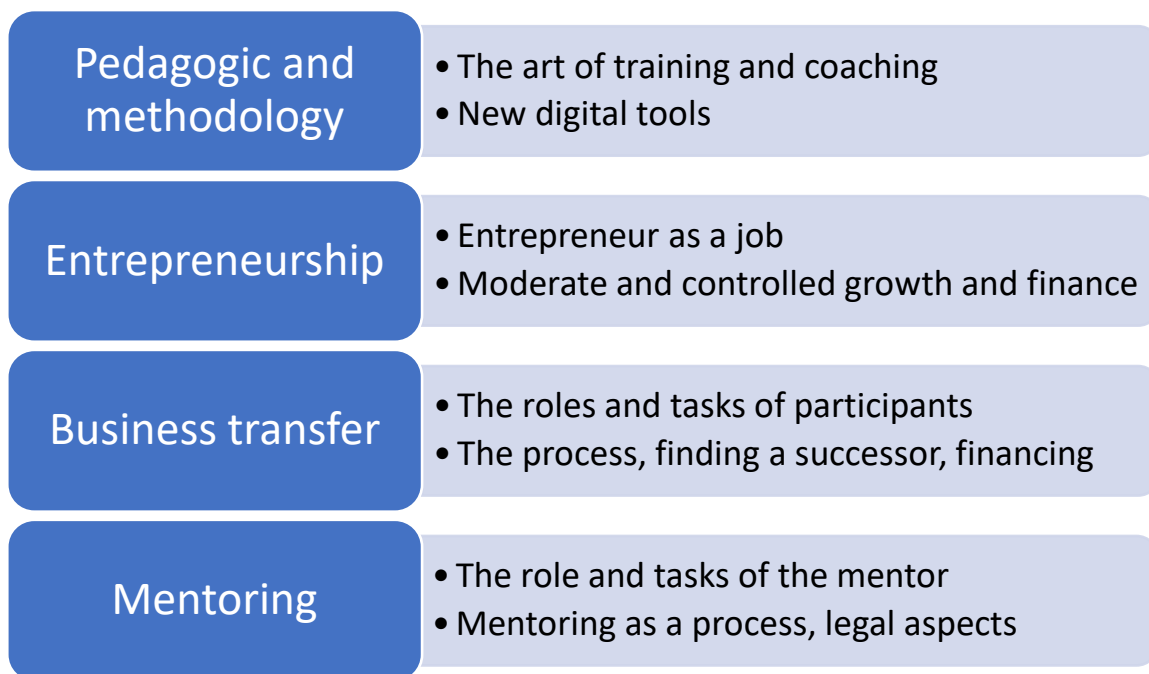 Pedagogic and
methodology
• The art of training and coaching
• New digital tools
Entrepreneurship
• Entrepreneur as a job
• Moderate and controlled growth and finance
Business transfer
• The roles and tasks of participants
• The process, finding a successor, financing
Mentoring
• The role and tasks of the mentor
• Mentoring as a process, legal aspects